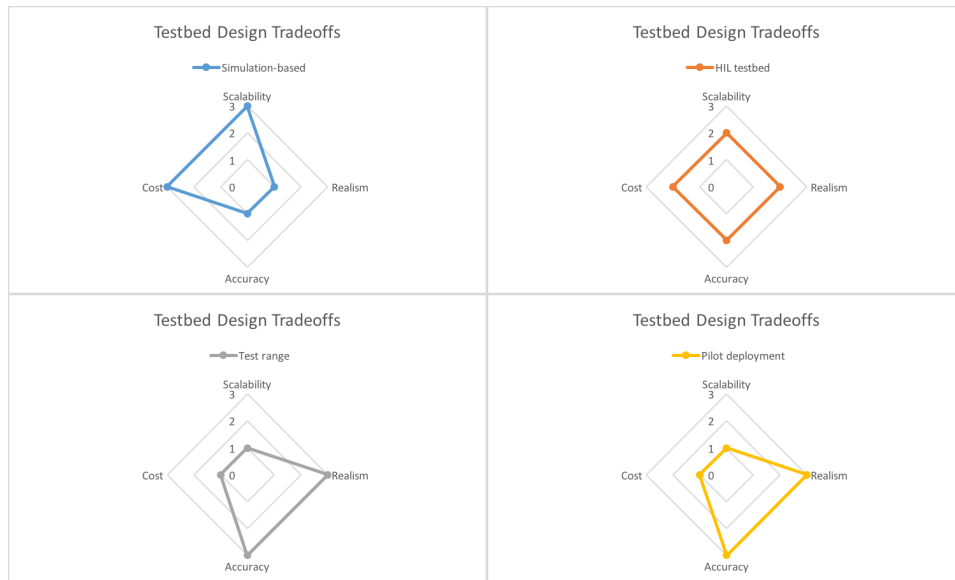 Testbed Design Tradeoffs
Simulation-based
Scalability
3
2
1
Cost
0
Realism
Accuracy
Testbed Design Tradeoffs
HIL testbed
Scalability
3
2
1
Cost
0
Realism
Accuracy
Testbed Design Tradeoffs
Test range
Scalability
3
2
1
Cost
0
Realism
Accuracy
Testbed Design Tradeoffs
Pilot deployment
Scalability
3
2
1
Cost
0
Realism
Accuracy